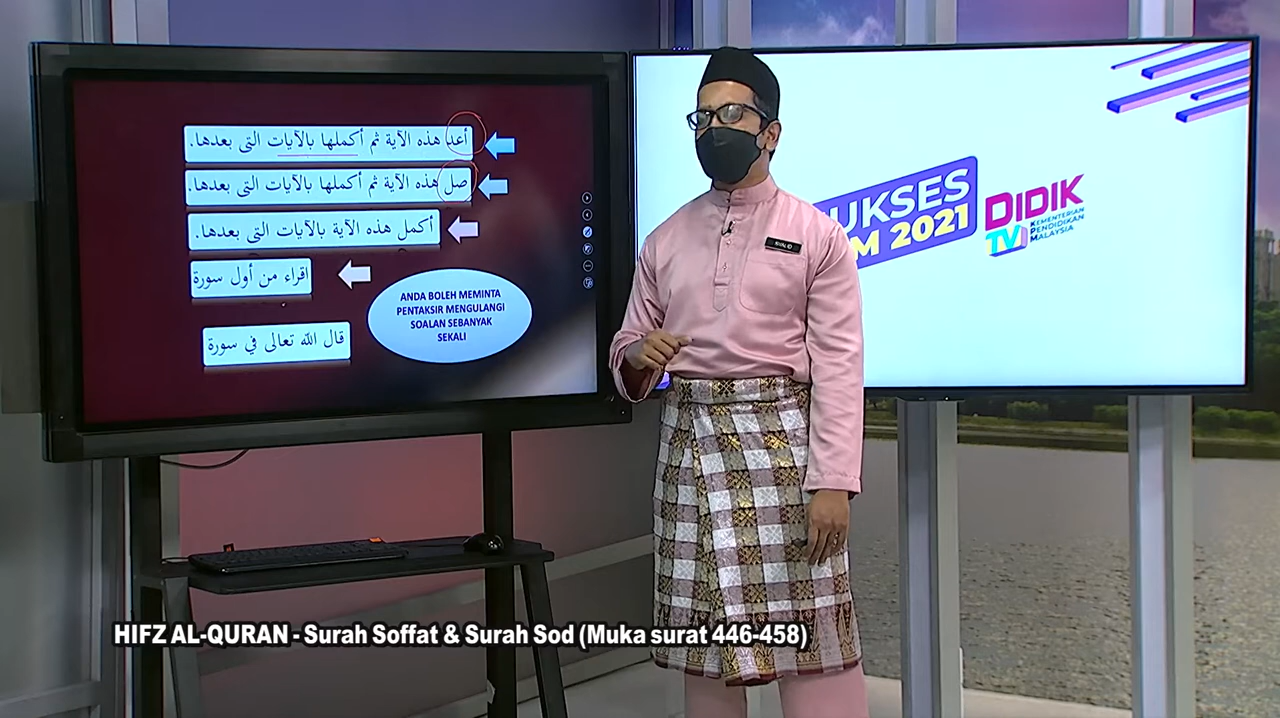 أعد هذه الآية ثم أكملها بالآيات التى بعدها.
صل هذه الآية ثم أكملها بالآيات التى بعدها.
أكمل هذه الآية بالآيات التى بعدها.
اقراء من أول سورة
قال الله تعالى في سورة
ANDA BOLEH MEMINTA
PENTAKSIR MENGULANGI
SOALAN SEBANYAK
SEKALI
UKSES
M 2021
DIDIK
TV
KEMENTERIAN
PENDIDIKAN
MALAYSIA
KHALID
HIFZ AL-QURAN - Surah Soffat & Surah Sod (Muka surat 446-458)